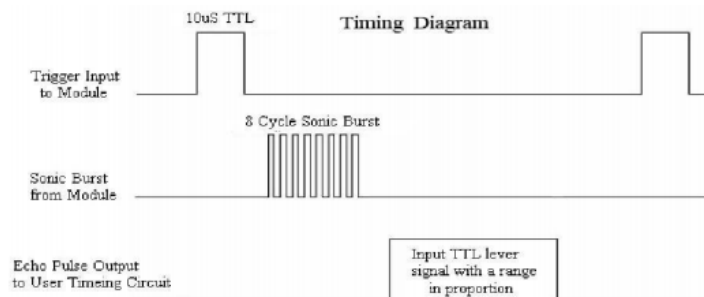 10uS TTL
Timing Diagram
Trigger Input
to Module
8 Cycle Sonic Burst
Sonic Burst
from Module
Echo Pulse Output
to User Timeing Circuit
Input TTL lever
signal with a range
in proportion